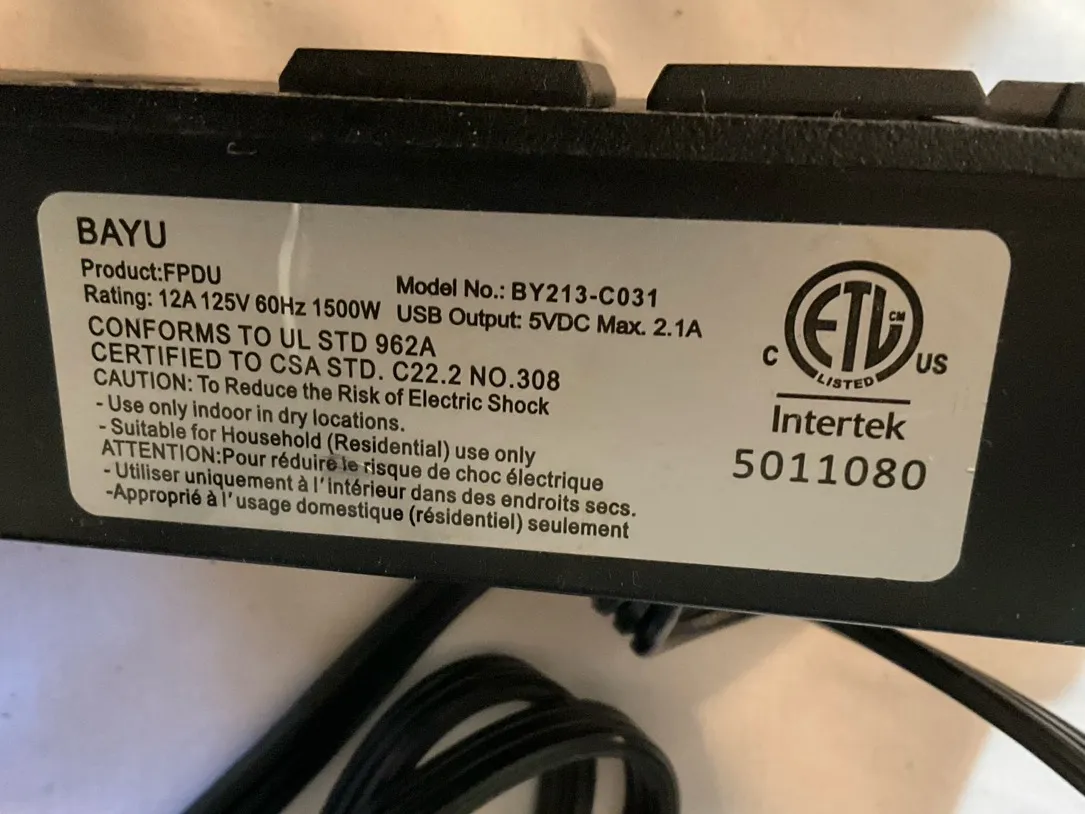 BAYU
Product:FPDU
Model No.: BY213-C031
Rating: 12A 125V 60Hz 1500W
USB Output: 5VDC Max. 2.1A
CONFORMS TO UL STD 962A
CERTIFIED TO CSA STD. C22.2 NO.308
CAUTION: To Reduce the Risk of Electric Shock
- Use only indoor in dry locations.
- Suitable for Household (Residential) use only
ATTENTION:Pour réduire le risque de choc électrique
- Utiliser uniquement à l'intérieur dans des endroits secs.
-Approprié à l'usage domestique (résidentiel) seulement
ETL CM
C LISTED US
Intertek
5011080